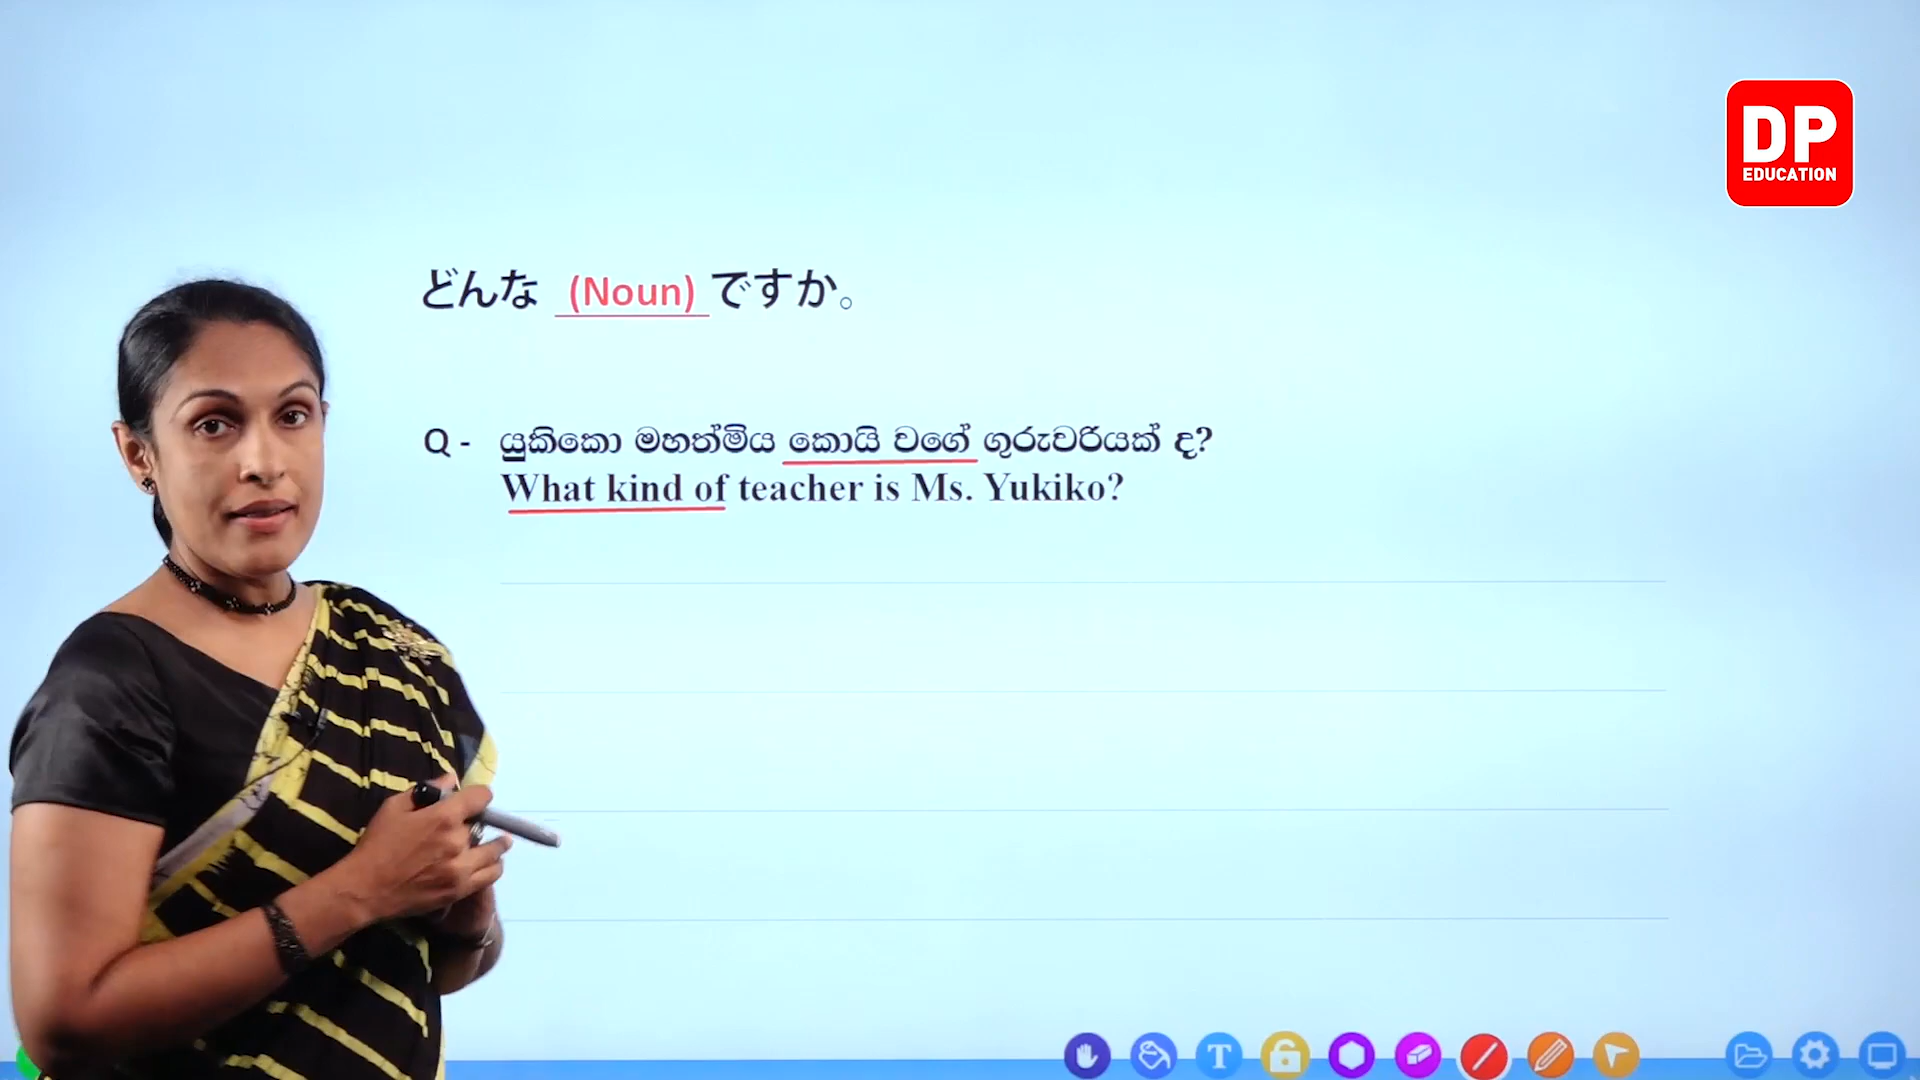 DP
EDUCATION
どんな (Noun) ですか。
Q - යුකිකො මහත්මිය කොයි වගේ ගුරුවරියක් ද?
What kind of teacher is Ms. Yukiko?
T